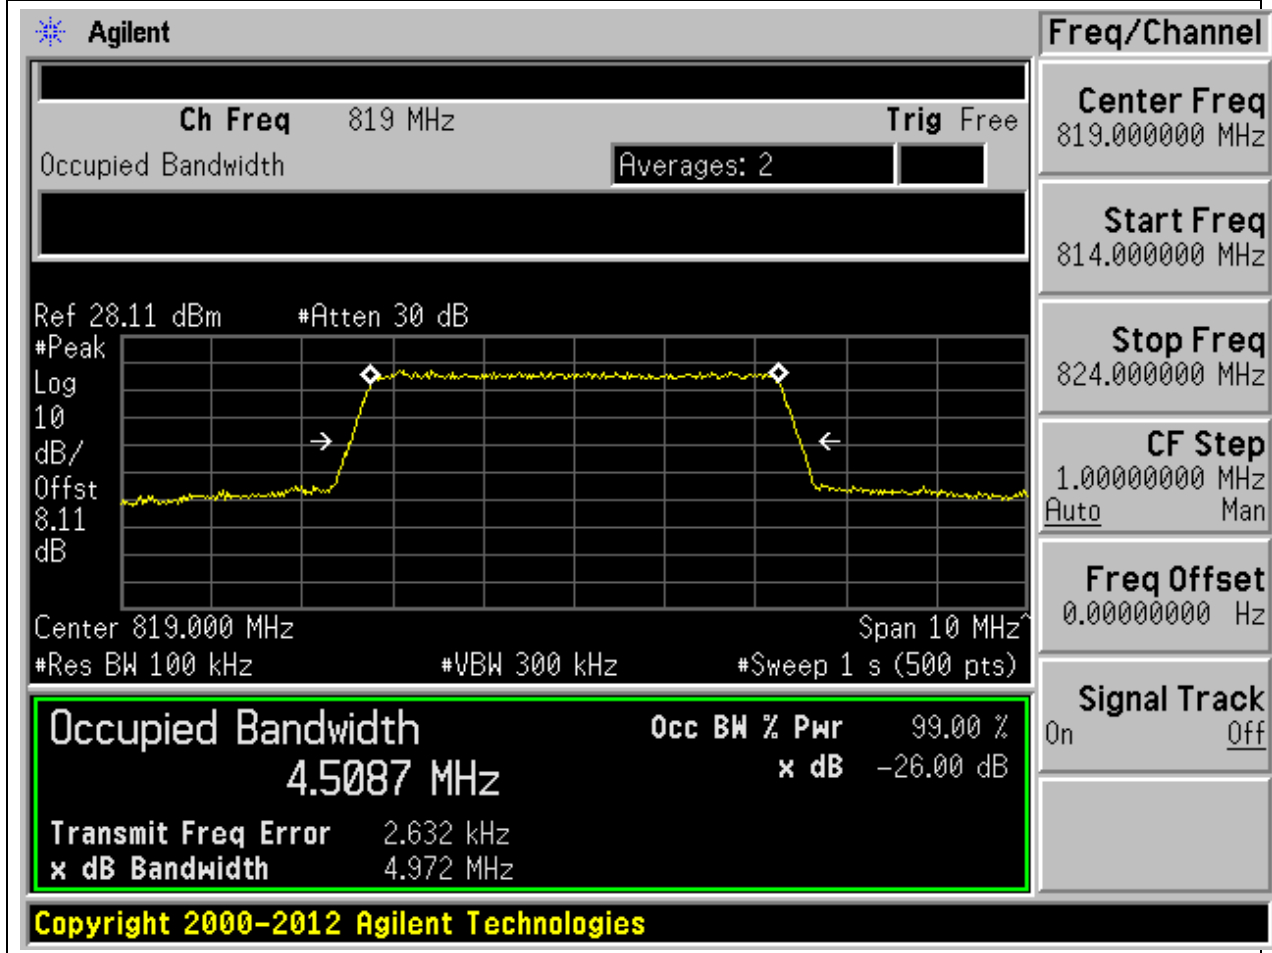 Agilent
Freq/Channel
Ch Freq 819 MHz Trig Free
Occupied Bandwidth Averages: 2
Center Freq
819.000000 MHz
Start Freq
814.000000 MHz
Stop Freq
824.000000 MHz
CF Step
1.00000000 MHz
Auto Man
Freq Offset
0.00000000 Hz
Signal Track
On Off
Ref 28.11 dBm #Atten 30 dB
#Peak
Log
10
dB/
Offst
8.11
dB
Center 819.000 MHz Span 10 MHz^
#Res BW 100 kHz #VBW 300 kHz #Sweep 1 s (500 pts)
Occupied Bandwidth Occ BW % Pwr 99.00 %
4.5087 MHz x dB -26.00 dB
Transmit Freq Error 2.632 kHz
x dB Bandwidth 4.972 MHz
Copyright 2000-2012 Agilent Technologies